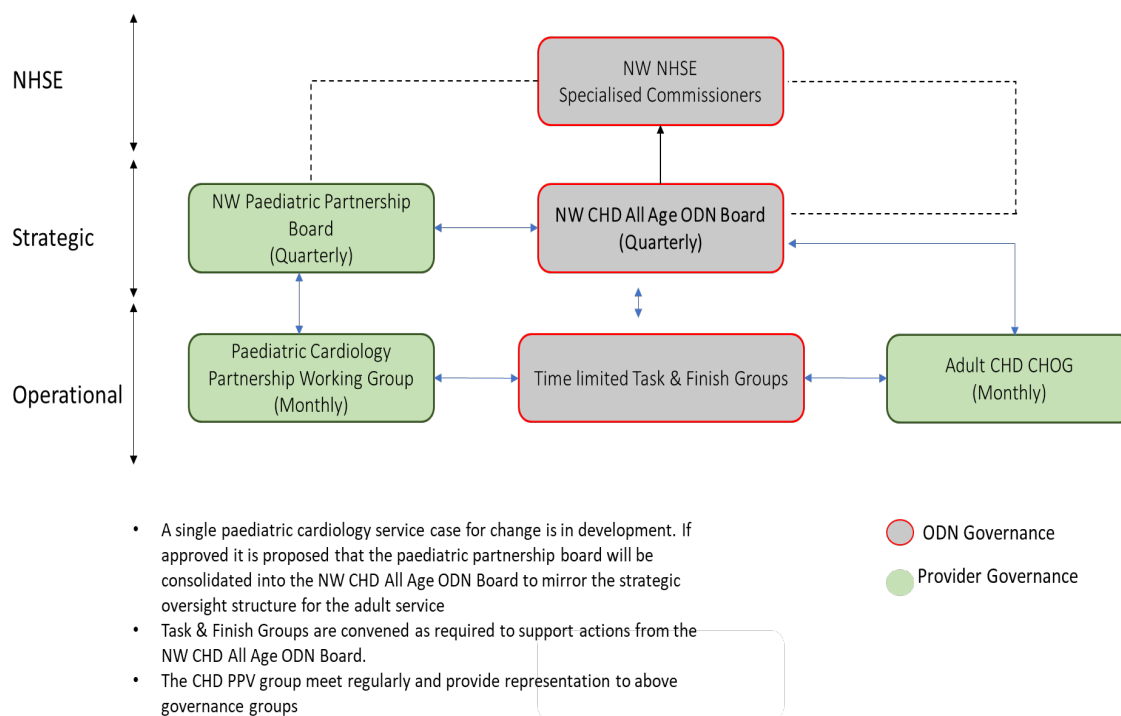 NHSE
NW NHSE
Specialised Commissioners
Strategic
NW Paediatric Partnership
Board
(Quarterly)
NW CHD All Age ODN Board
(Quarterly)
Operational
Paediatric Cardiology
Partnership Working Group
(Monthly)
Time limited Task & Finish Groups
Adult CHD CHOG
(Monthly)
• A single paediatric cardiology service case for change is in development. If
approved it is proposed that the paediatric partnership board will be
consolidated into the NW CHD All Age ODN Board to mirror the strategic
oversight structure for the adult service
• Task & Finish Groups are convened as required to support actions from the
NW CHD All Age ODN Board.
• The CHD PPV group meet regularly and provide representation to above
governance groups
ODN Governance
Provider Governance